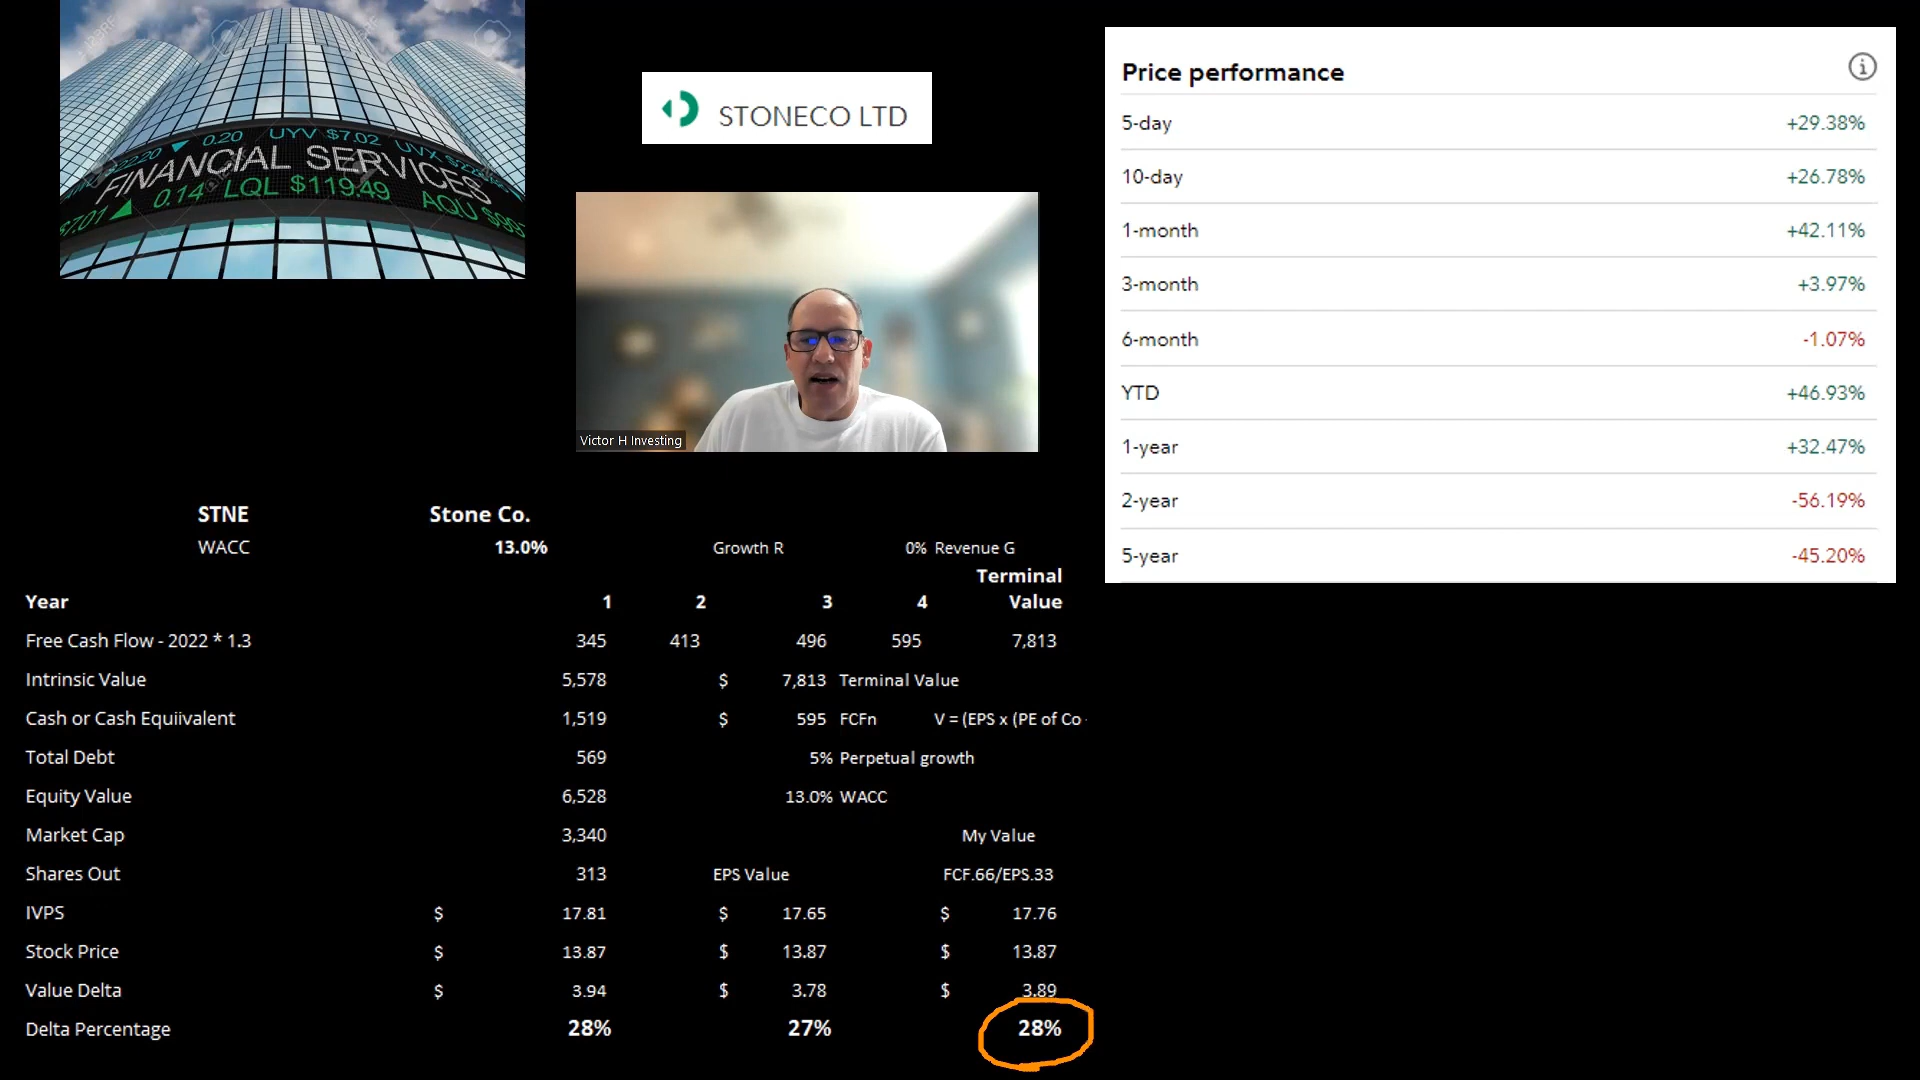 0.20 UYV $7.02 UVX
FINANCIAL SERVICES
0.14 LQL $119.49 AQU
STONECO LTD
Victor H Investing
Price performance
5-day +29.38%
10-day +26.78%
1-month +42.11%
3-month +3.97%
6-month -1.07%
YTD +46.93%
1-year +32.47%
2-year -56.19%
5-year -45.20%
STNE Stone Co.
WACC 13.0% Growth R 0% Revenue G
Terminal
Year 1 2 3 4 Value
Free Cash Flow - 2022 * 1.3 345 413 496 595 7,813
Intrinsic Value 5,578 $ 7,813 Terminal Value
Cash or Cash Equiivalent 1,519 $ 595 FCFn V = (EPS x (PE of Co
Total Debt 569 5% Perpetual growth
Equity Value 6,528 13.0% WACC
Market Cap 3,340 My Value
Shares Out 313 EPS Value FCF.66/EPS.33
IVPS $ 17.81 $ 17.65 $ 17.76
Stock Price $ 13.87 $ 13.87 $ 13.87
Value Delta $ 3.94 $ 3.78 $ 3.89
Delta Percentage 28% 27% 28%